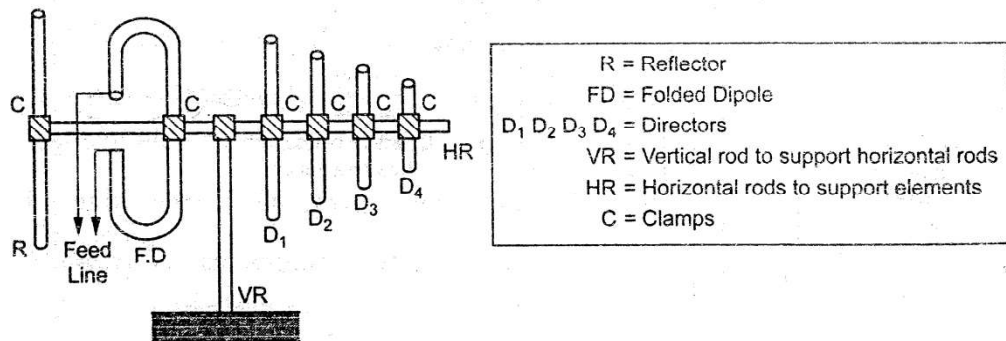 C
C
C
C
C
C
HR
D₄
D₃
D₂
D₁
R
Feed
Line
F.D
VR
R = Reflector
FD = Folded Dipole
D₁ D₂ D₃ D₄ = Directors
VR = Vertical rod to support horizontal rods
HR = Horizontal rods to support elements
C = Clamps